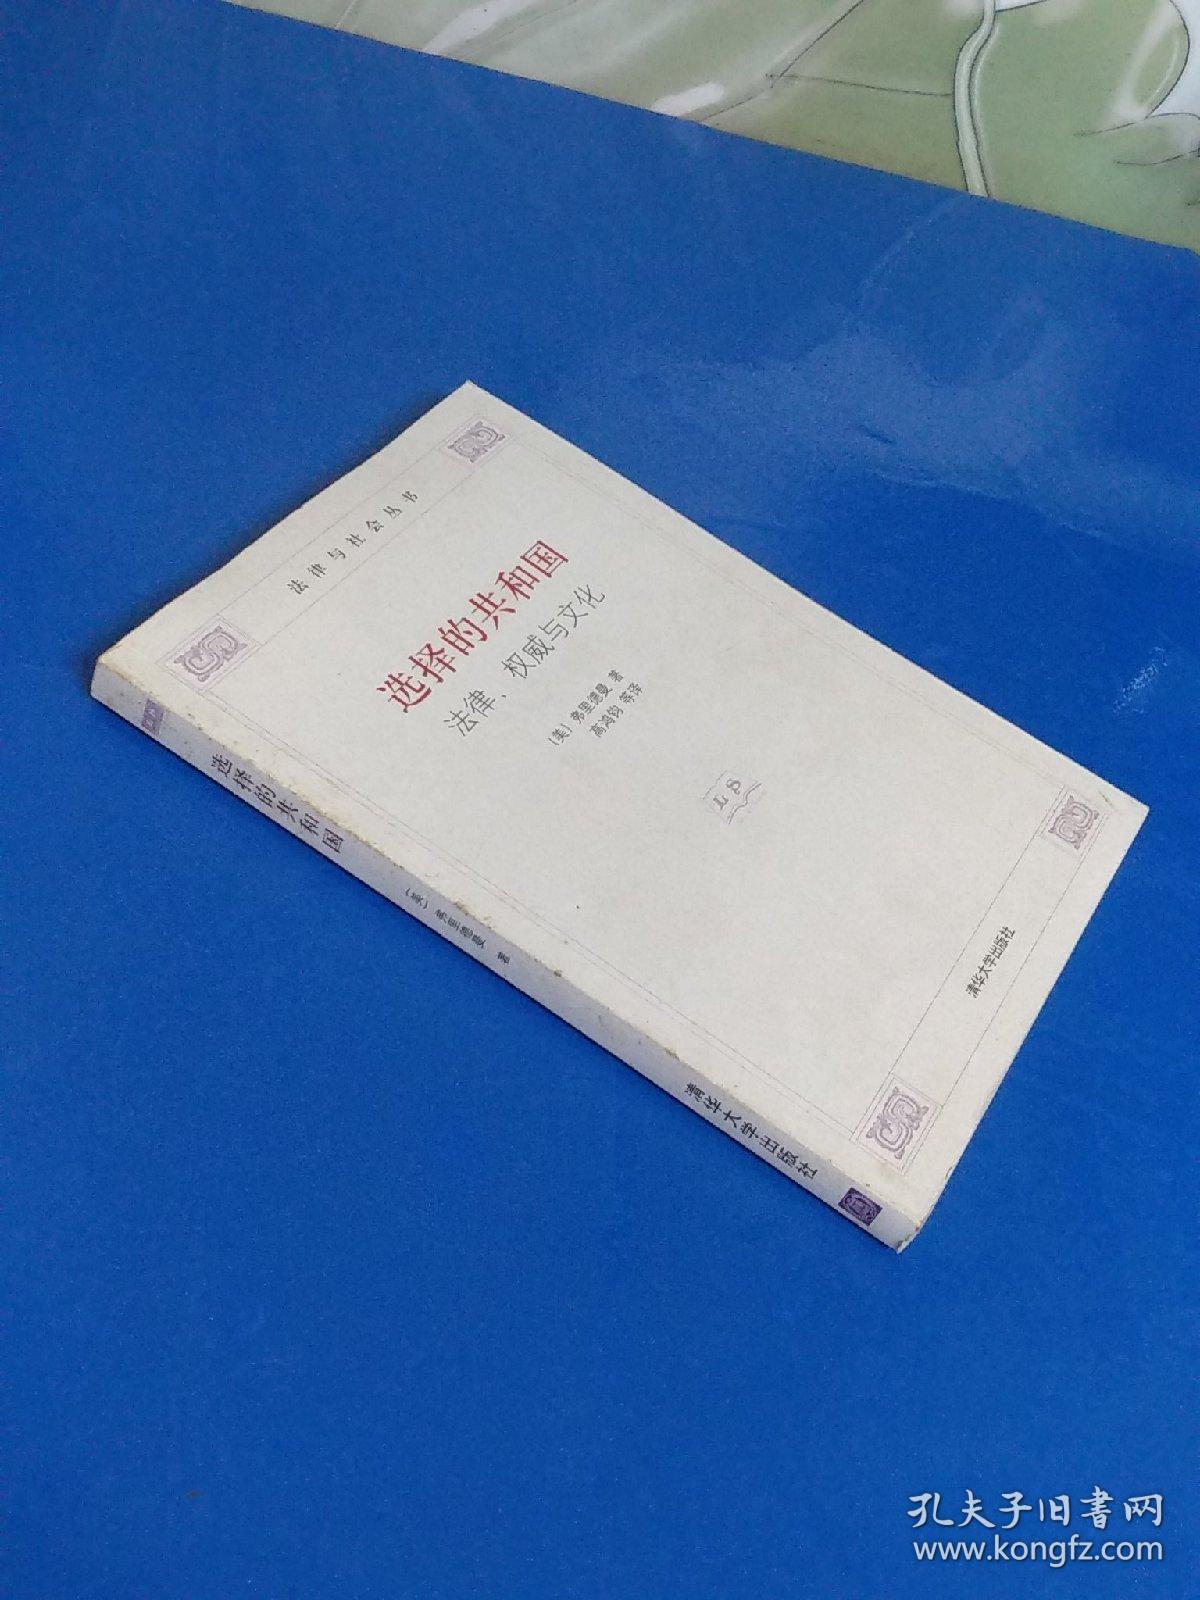 法律与社会丛书
选择的共和国
法律、权威与文化
〔美〕弗里德曼 著
高鸿钧 等译
LS
清华大学出版社
选择的共和国
〔美〕弗里德曼 著
清华大学出版社
孔夫子旧书网
www.kongfz.com